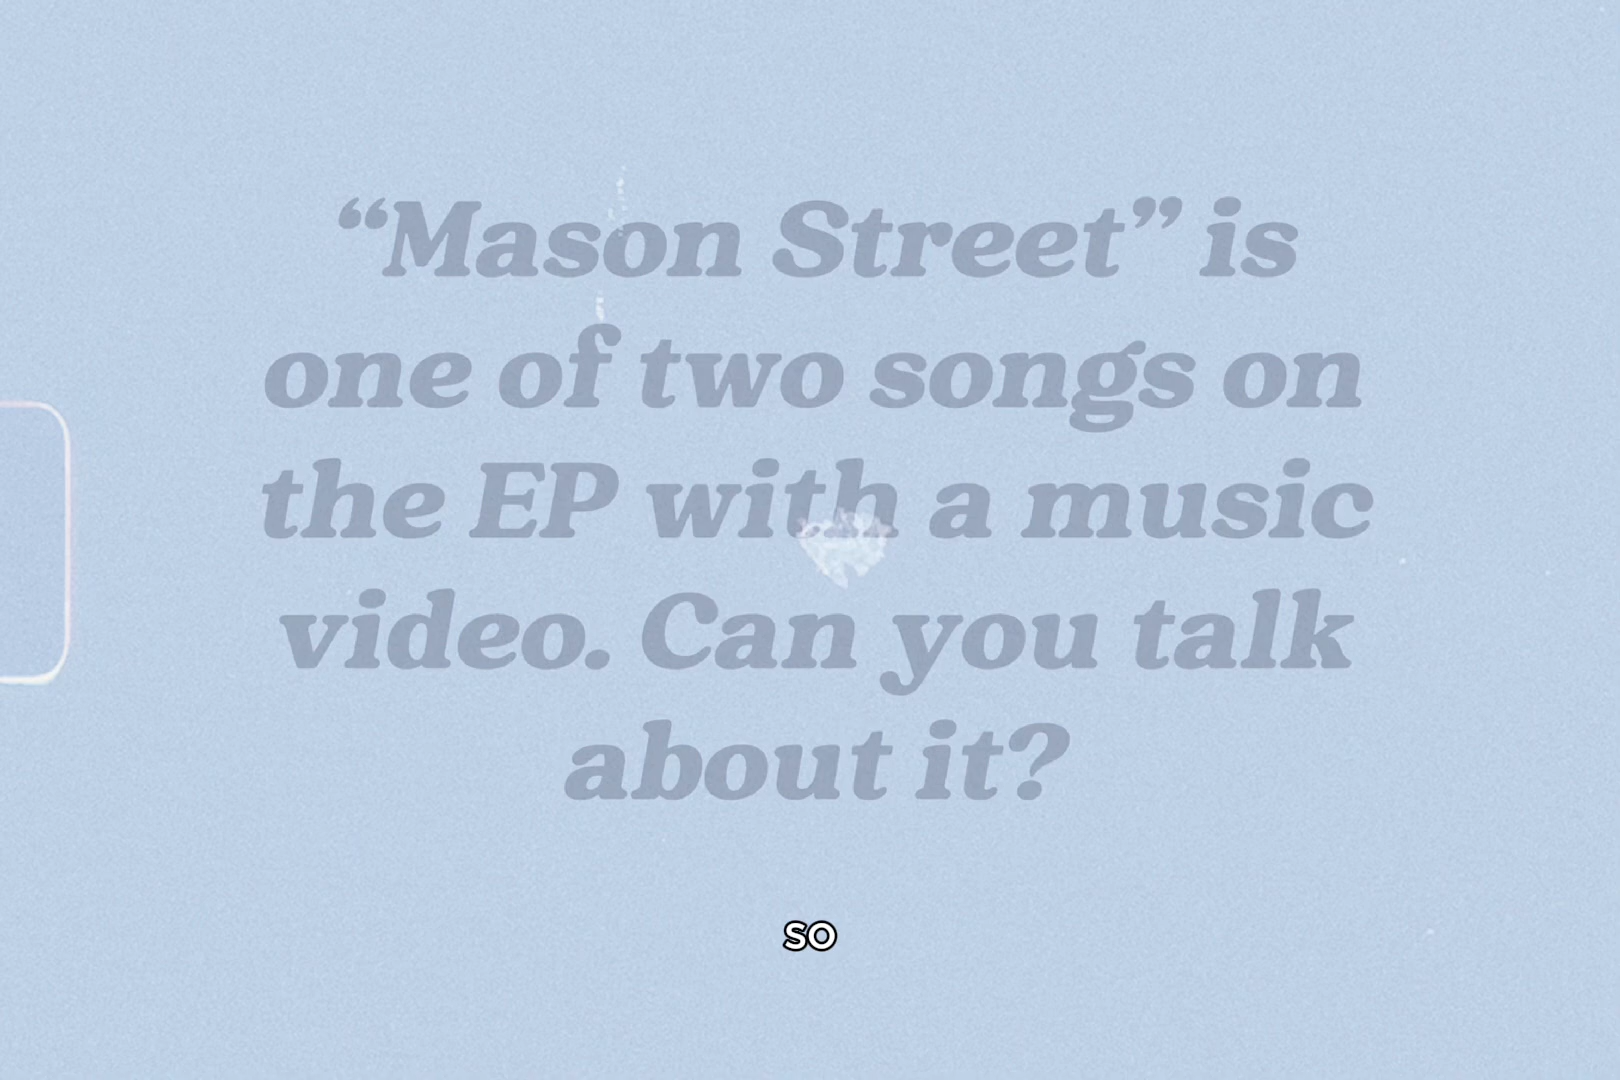 “Mason Street” is
one of two songs on
the EP with a music
video. Can you talk
about it?
SO